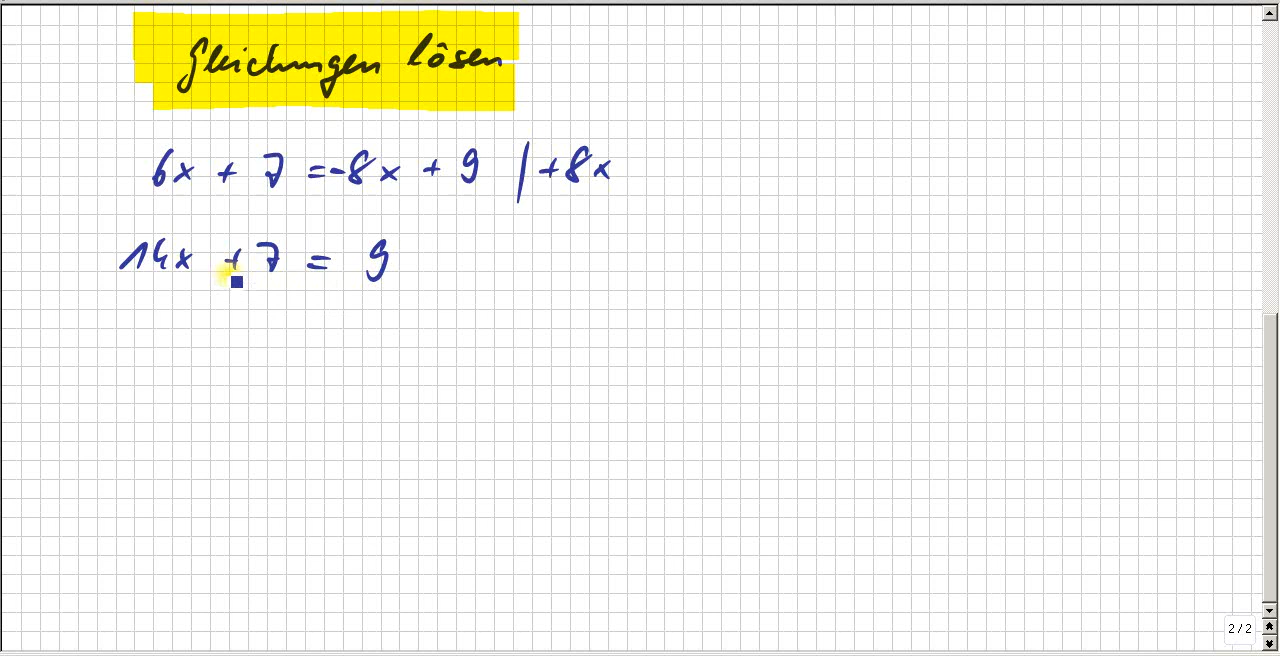 Gleichungen lösen
6x + 7 = -8x + 9 | +8x
14x + 7 = 9
2/2